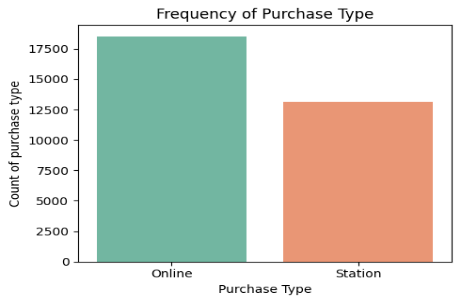 Frequency of Purchase Type
Count of purchase type
17500
15000
12500
10000
7500
5000
2500
0
Online
Station
Purchase Type